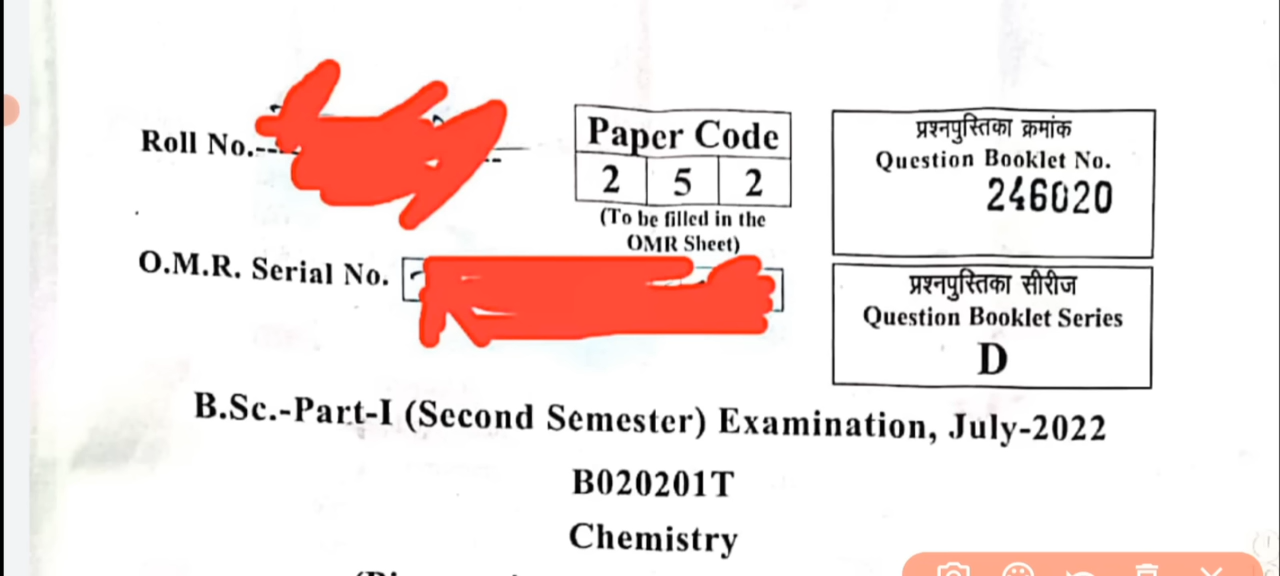 Roll No.
Paper Code
2 5 2
(To be filled in the
OMR Sheet)
प्रश्नपुस्तिका क्रमांक
Question Booklet No.
246020
O.M.R. Serial No.
प्रश्नपुस्तिका सीरीज
Question Booklet Series
D
B.Sc.-Part-I (Second Semester) Examination, July-2022
B020201T
Chemistry